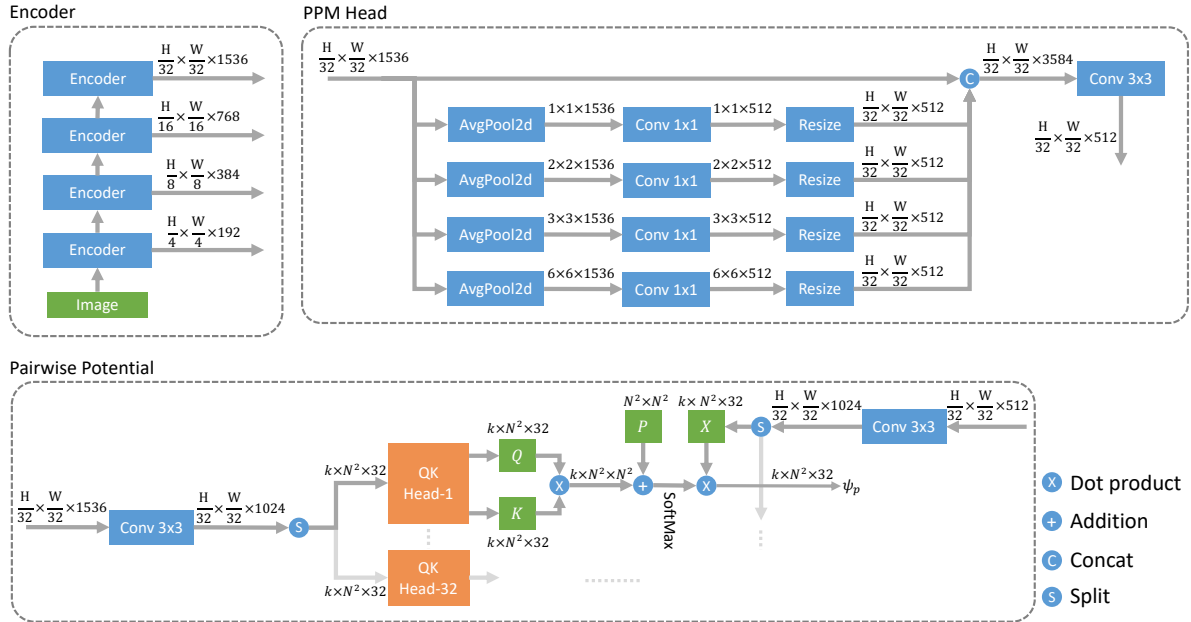 Encoder
H/32 × W/32 ×1536
Encoder
H/16 × W/16 ×768
Encoder
H/8 × W/8 ×384
Encoder
H/4 × W/4 ×192
Encoder
Image
PPM Head
H/32 × W/32 ×1536
H/32 × W/32 ×3584
C
Conv 3x3
H/32 × W/32 ×512
AvgPool2d
1×1×1536
Conv 1x1
1×1×512
Resize
H/32 × W/32 ×512
AvgPool2d
2×2×1536
Conv 1x1
2×2×512
Resize
H/32 × W/32 ×512
AvgPool2d
3×3×1536
Conv 1x1
3×3×512
Resize
H/32 × W/32 ×512
AvgPool2d
6×6×1536
Conv 1x1
6×6×512
Resize
H/32 × W/32 ×512
Pairwise Potential
H/32 × W/32 ×1536
Conv 3x3
H/32 × W/32 ×1024
S
k×N²×32
QK
Head-1
k×N²×32
QK
Head-32
k×N²×32
Q
K
k×N²×32
X
k×N²×N²
N²×N²
P
+
SoftMax
k×N²×32
X
X
S
H/32 × W/32 ×1024
Conv 3x3
H/32 × W/32 ×512
k×N²×32
ψₚ
X Dot product
+ Addition
C Concat
S Split